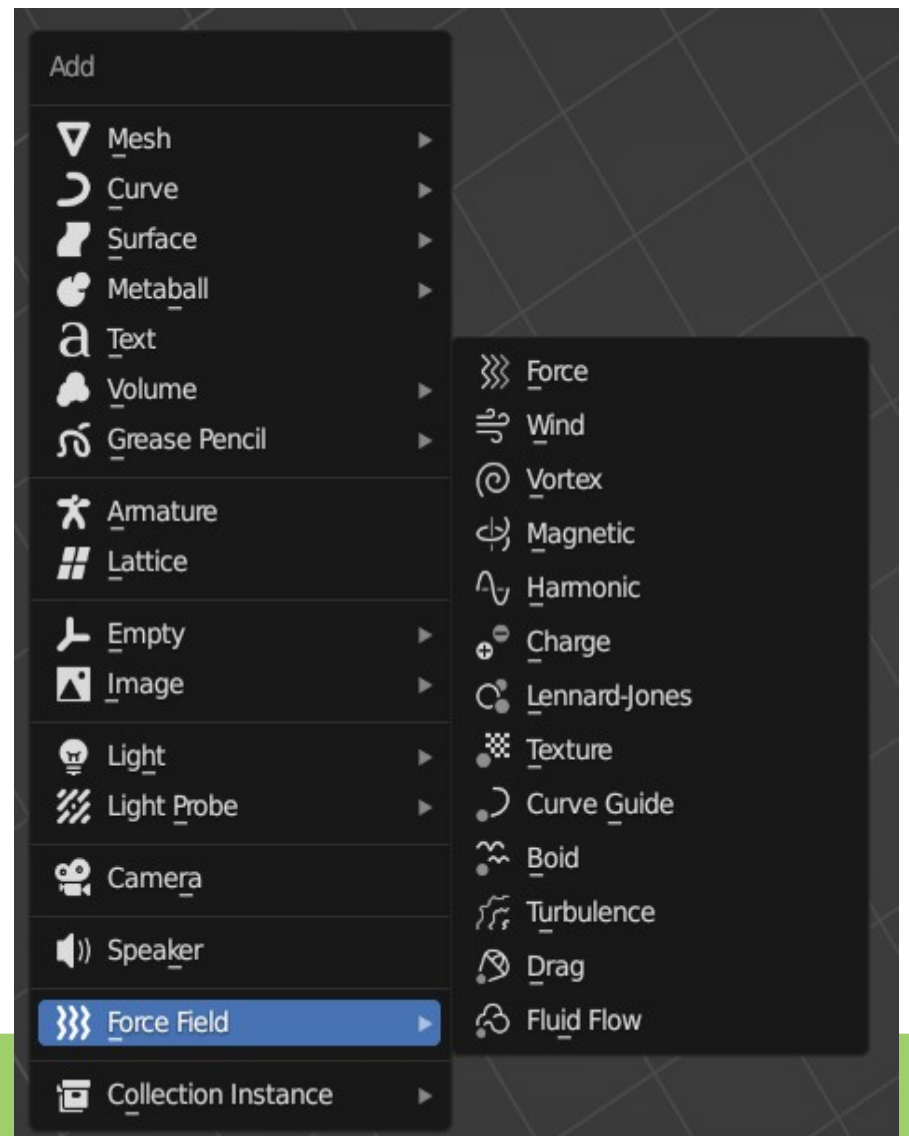 Add
Mesh
Curve
Surface
Metaball
Text
Volume
Grease Pencil
Armature
Lattice
Empty
Image
Light
Light Probe
Camera
Speaker
Force Field
Collection Instance
Force
Wind
Vortex
Magnetic
Harmonic
Charge
Lennard-Jones
Texture
Curve Guide
Boid
Turbulence
Drag
Fluid Flow